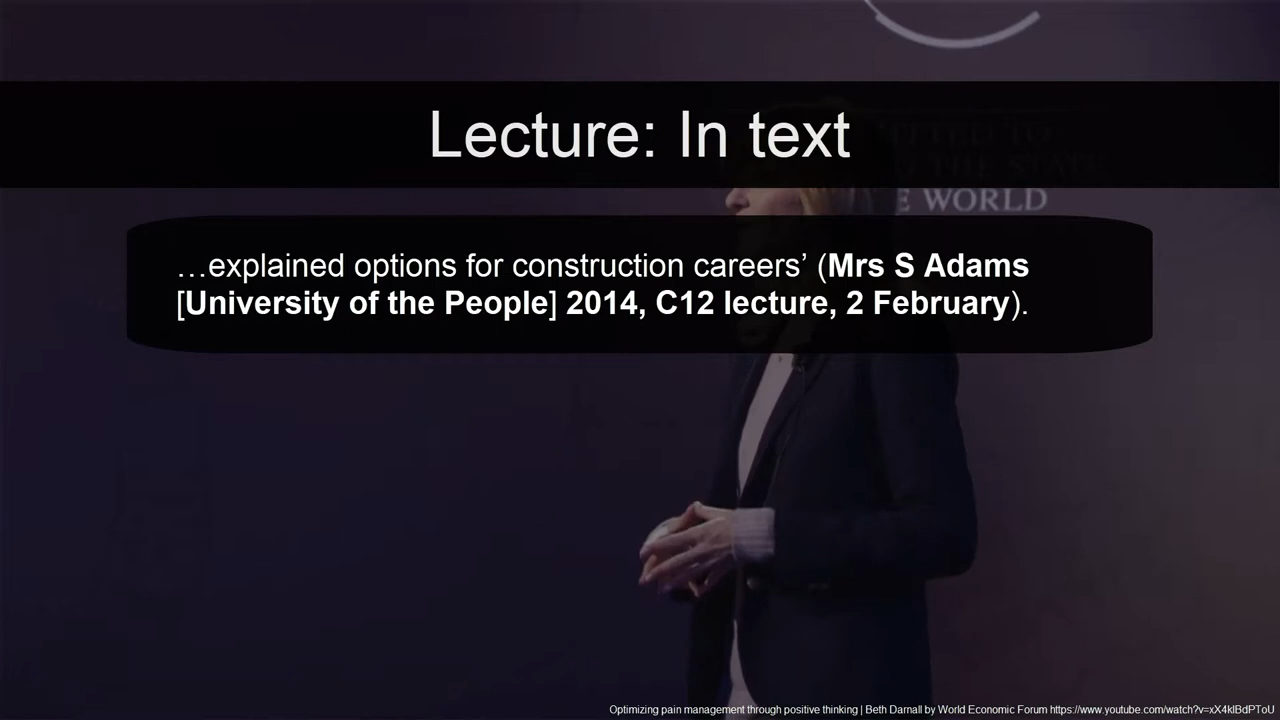 Lecture: In text
E WORLD
…explained options for construction careers’ (Mrs S Adams
[University of the People] 2014, C12 lecture, 2 February).
Optimizing pain management through positive thinking | Beth Darnall by World Economic Forum https://www.youtube.com/watch?v=xX4klBdPToU